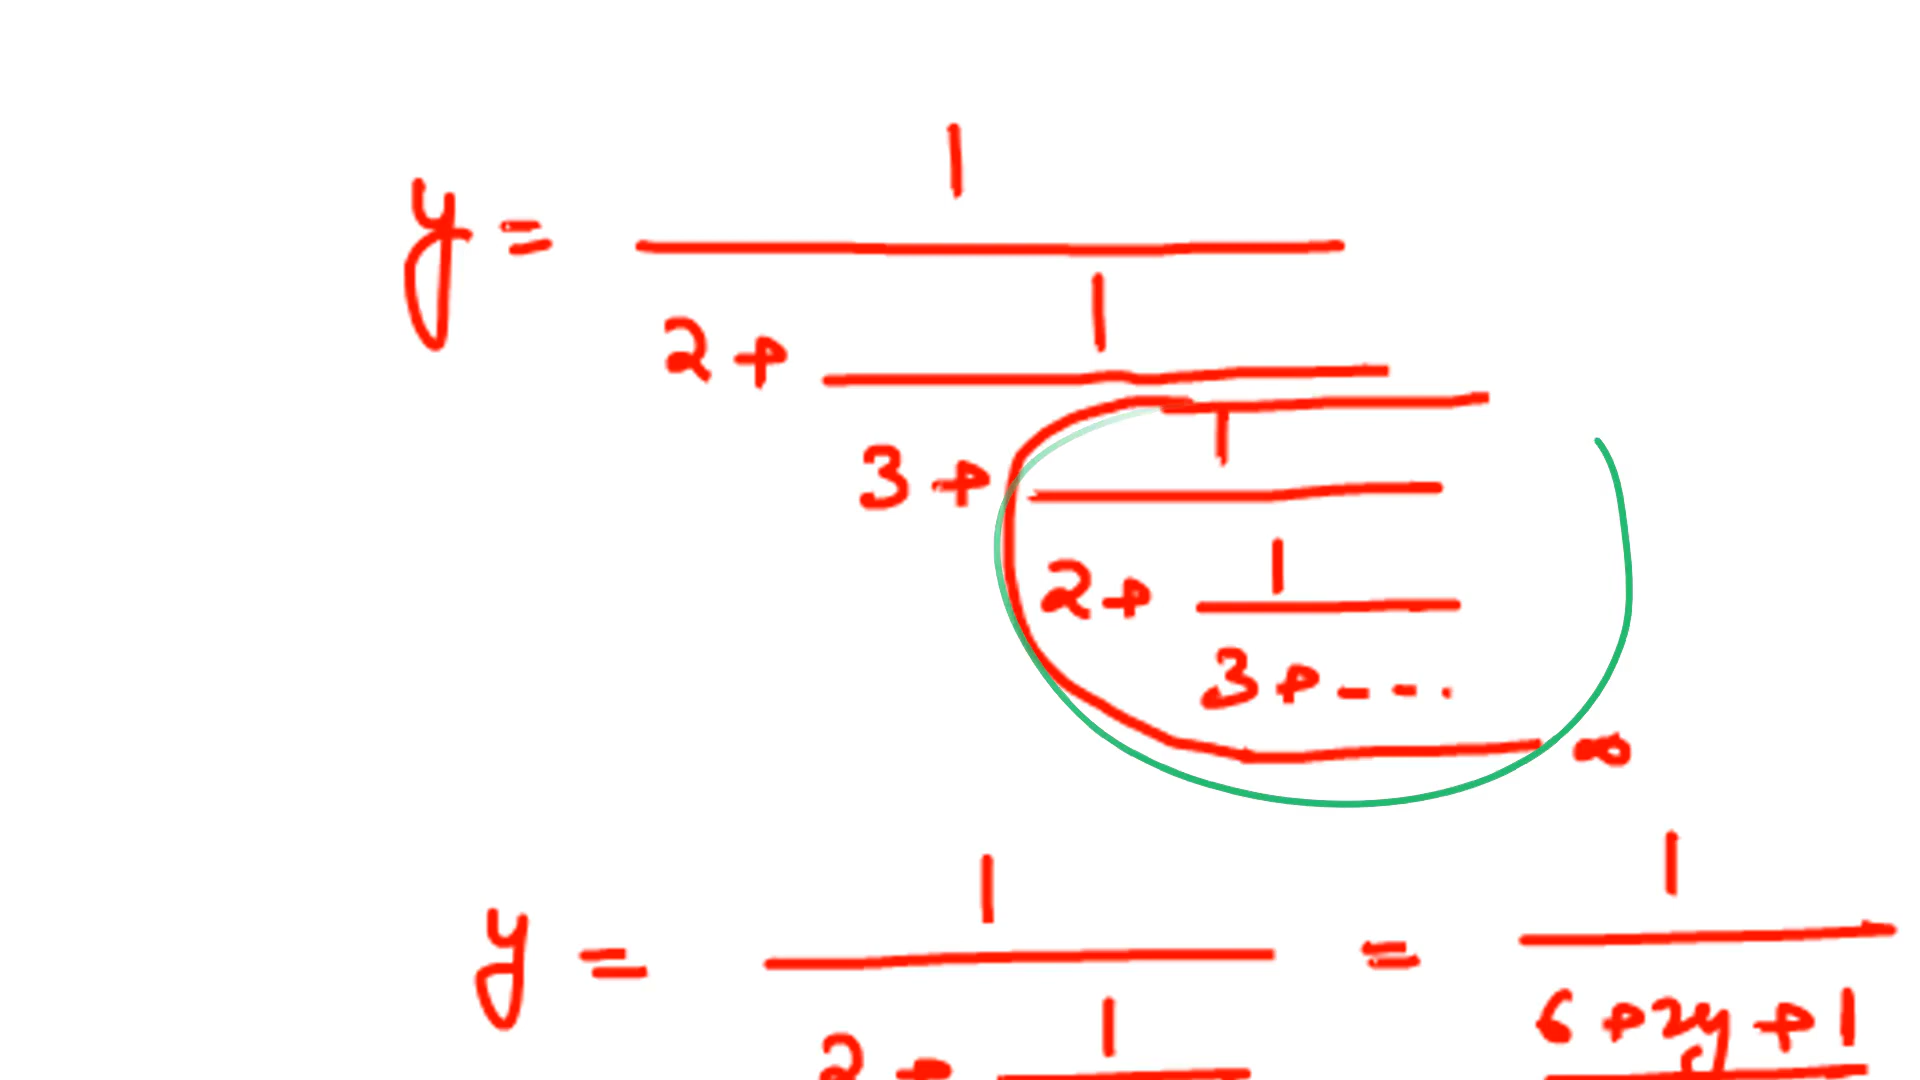 1
y =
1
2 +
1
3 +
1
2 +
3 + - - .
∞
1 1
y = =
1 6 + 2y + 1
2 +